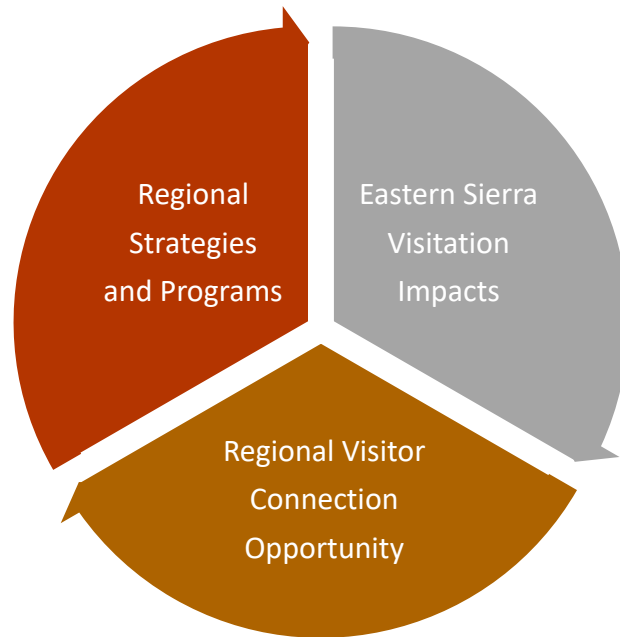 Regional
Strategies
and Programs
Eastern Sierra
Visitation
Impacts
Regional Visitor
Connection
Opportunity